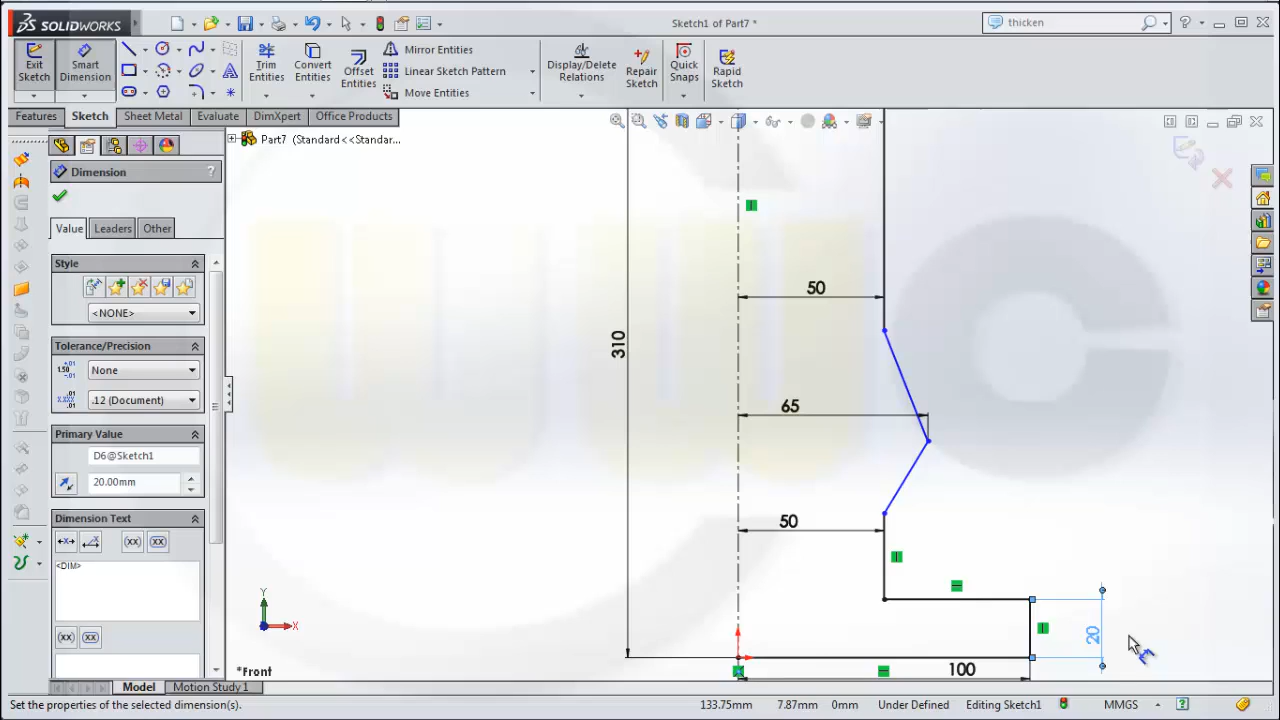 SOLIDWORKS
Sketch1 of Part7 *
thicken
Exit Sketch
Smart Dimension
Trim Entities
Convert Entities
Offset Entities
Mirror Entities
Linear Sketch Pattern
Move Entities
Display/Delete Relations
Repair Sketch
Quick Snaps
Rapid Sketch
Features Sketch Sheet Metal Evaluate DimXpert Office Products
Part7 (Standard<<Standar...
Dimension ?
Value Leaders Other
Style
<NONE>
Tolerance/Precision
None
.12 (Document)
Primary Value
D6@Sketch1
20.00mm
Dimension Text
(xx)
<DIM>
(xx)
50
310
65
50
20
100
Y
X
*Front
Model Motion Study 1
Set the properties of the selected dimension(s). 133.75mm 7.87mm 0mm Under Defined Editing Sketch1 MMGS